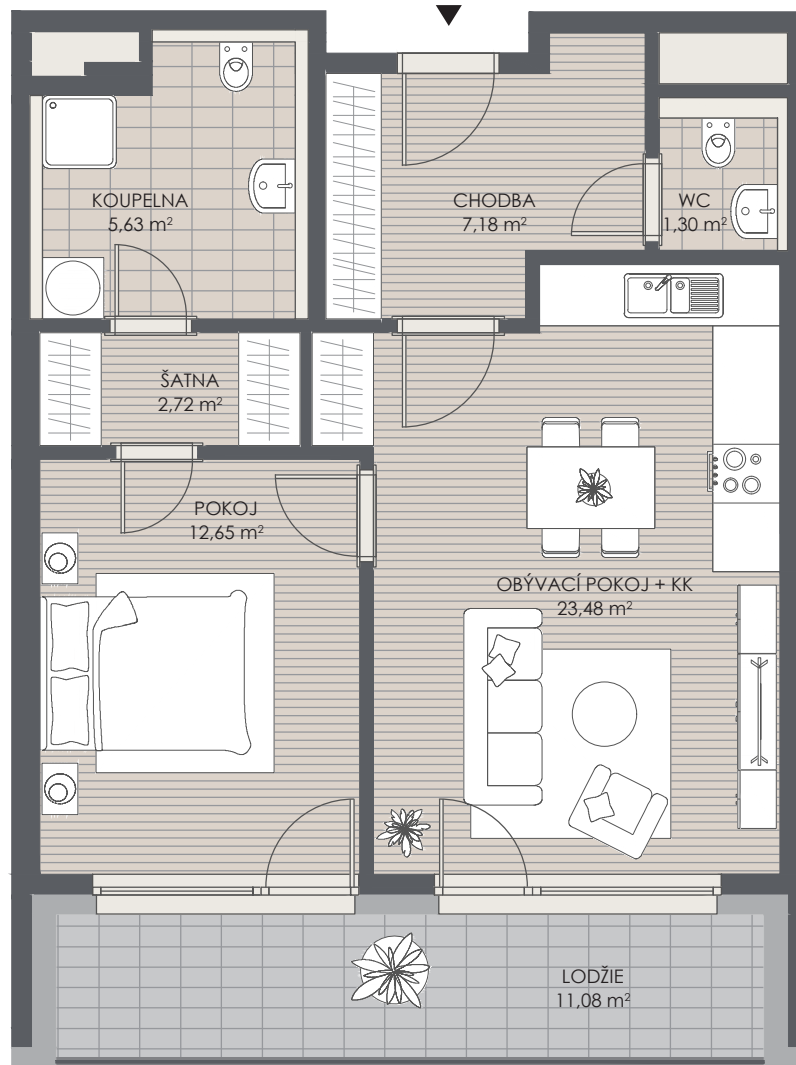 KOUPELNA
5,63 m²
CHODBA
7,18 m²
WC
1,30 m²
ŠATNA
2,72 m²
POKOJ
12,65 m²
OBÝVACÍ POKOJ + KK
23,48 m²
LODŽIE
11,08 m²